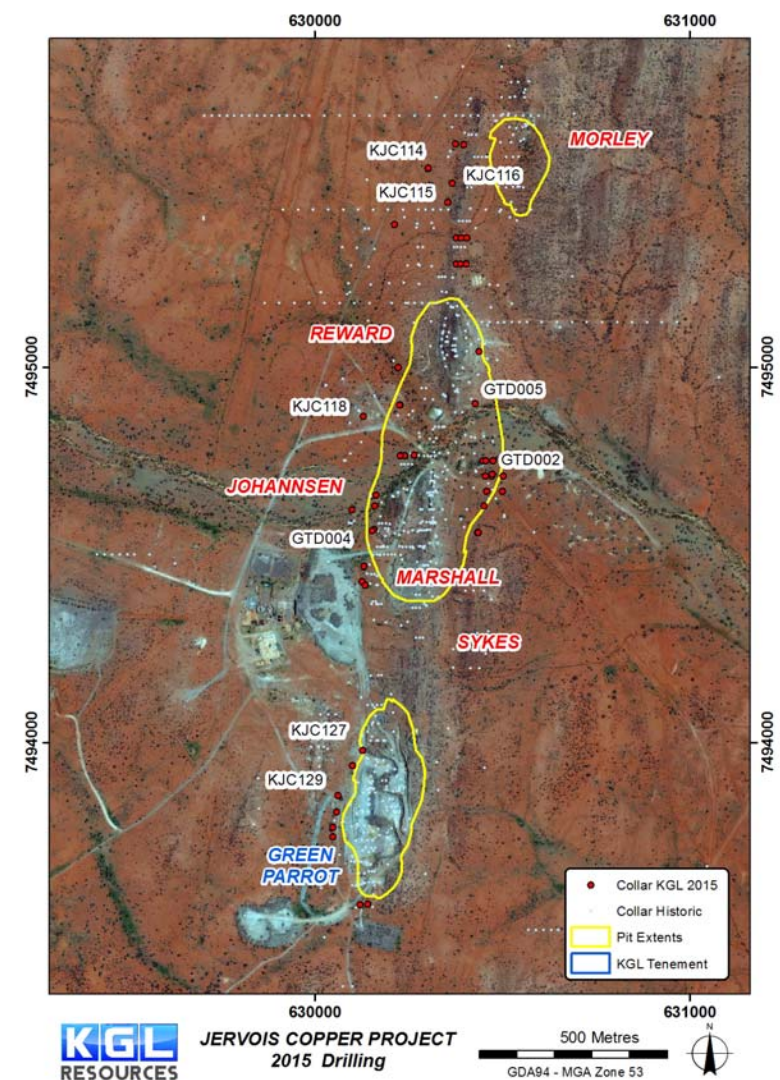 630000
631000
MORLEY
KJC114
KJC116
KJC115
REWARD
7495000
7495000
GTD005
KJC118
GTD002
JOHANNSEN
GTD004
MARSHALL
SYKES
KJC127
7494000
7494000
KJC129
GREEN
PARROT
Collar KGL 2015
Collar Historic
Pit Extents
KGL Tenement
630000
631000
KGL
RESOURCES
JERVOIS COPPER PROJECT
2015 Drilling
500 Metres
GDA94 - MGA Zone 53
N